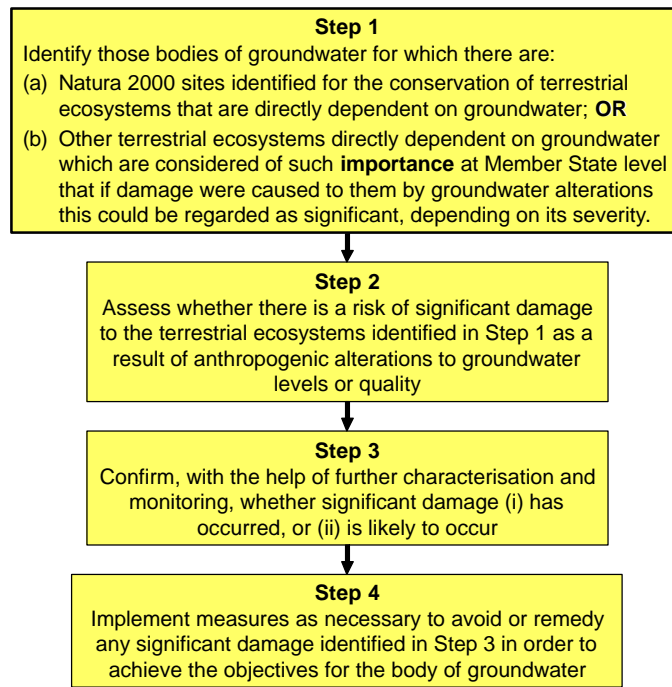 Step 1
Identify those bodies of groundwater for which there are:
(a) Natura 2000 sites identified for the conservation of terrestrial
ecosystems that are directly dependent on groundwater; OR
(b) Other terrestrial ecosystems directly dependent on groundwater
which are considered of such importance at Member State level
that if damage were caused to them by groundwater alterations
this could be regarded as significant, depending on its severity.
Step 2
Assess whether there is a risk of significant damage
to the terrestrial ecosystems identified in Step 1 as a
result of anthropogenic alterations to groundwater
levels or quality
Step 3
Confirm, with the help of further characterisation and
monitoring, whether significant damage (i) has
occurred, or (ii) is likely to occur
Step 4
Implement measures as necessary to avoid or remedy
any significant damage identified in Step 3 in order to
achieve the objectives for the body of groundwater